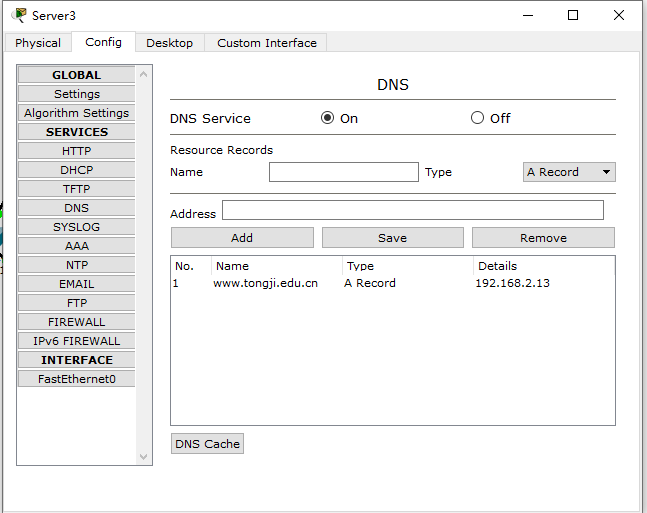 Server3
Physical Config Desktop Custom Interface
GLOBAL
Settings
Algorithm Settings
SERVICES
HTTP
DHCP
TFTP
DNS
SYSLOG
AAA
NTP
EMAIL
FTP
FIREWALL
IPv6 FIREWALL
INTERFACE
FastEthernet0
DNS
DNS Service On Off
Resource Records
Name Type A Record
Address
Add Save Remove
No. Name Type Details
1 www.tongji.edu.cn A Record 192.168.2.13
DNS Cache